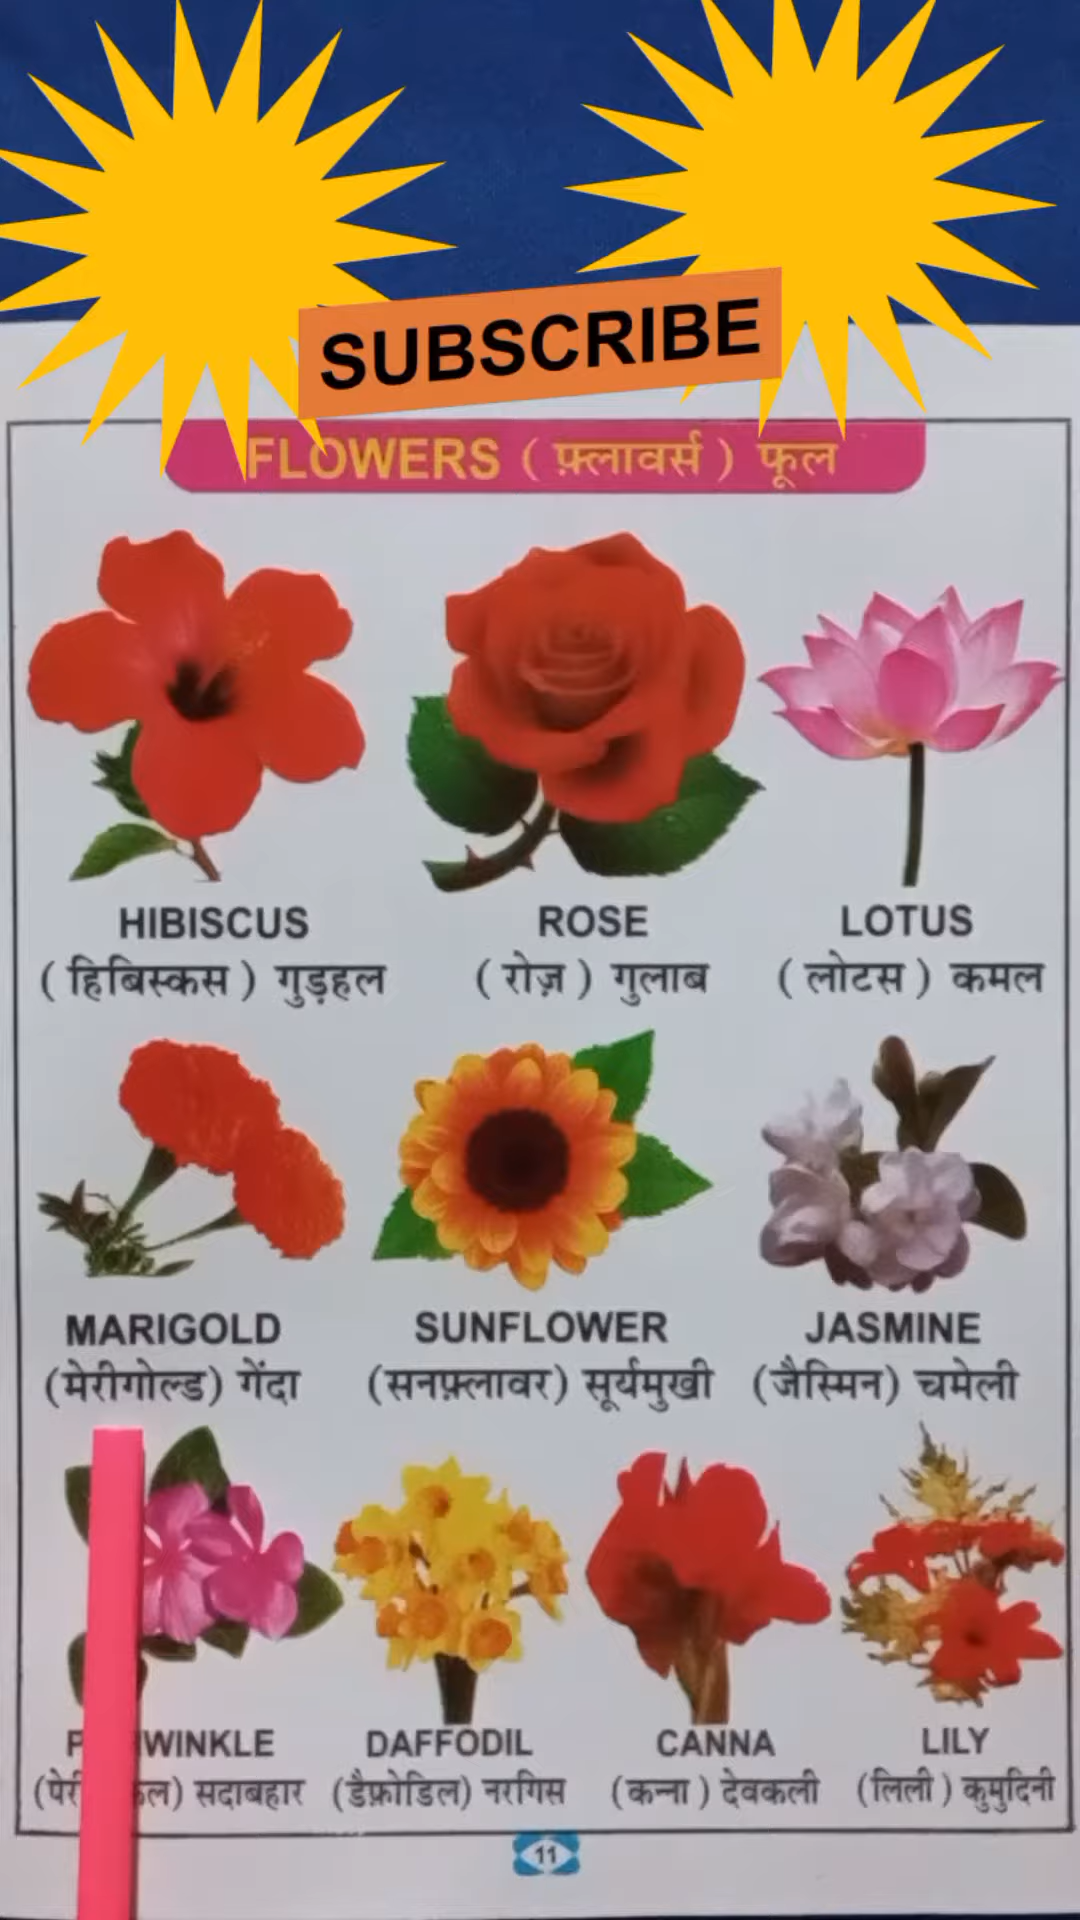 SUBSCRIBE
FLOWERS ( फ़्लावर्स ) फूल
HIBISCUS
( हिबिस्कस ) गुड़हल
ROSE
( रोज़ ) गुलाब
LOTUS
( लोटस ) कमल
MARIGOLD
(मेरीगोल्ड) गेंदा
SUNFLOWER
(सनफ़्लावर) सूर्यमुखी
JASMINE
(जैस्मिन) चमेली
सदाबहार
DAFFODIL
(डैफ़ोडिल) नरगिस
CANNA
(कन्ना ) देवकली
LILY
(लिली ) कुमुदिनी
11